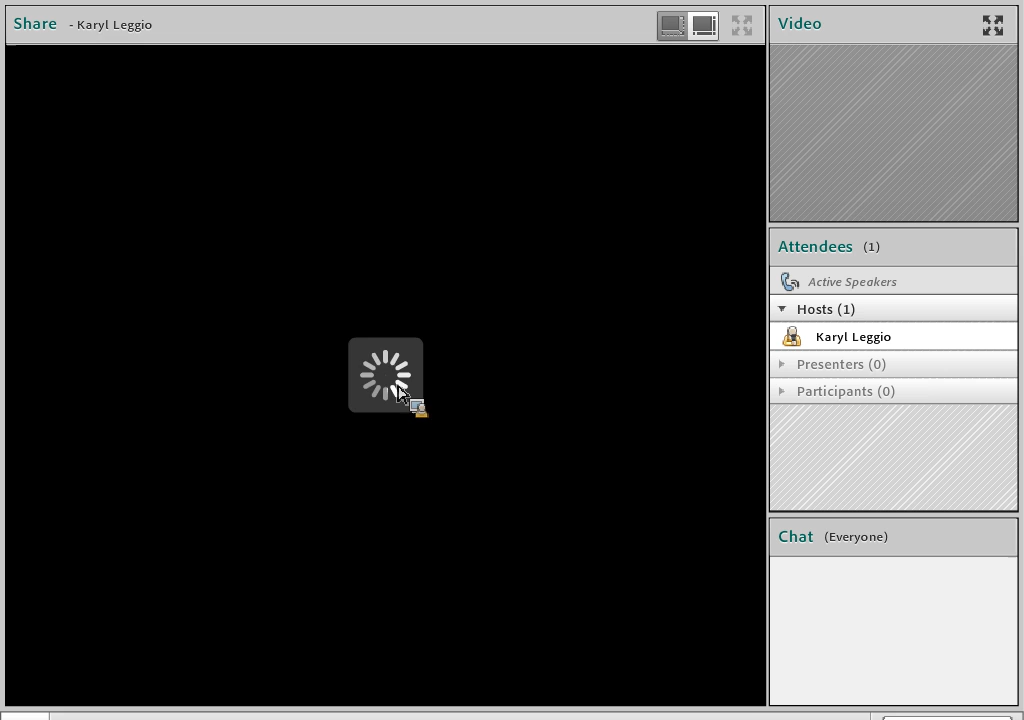 Share - Karyl Leggio
Video
Attendees (1)
Active Speakers
Hosts (1)
Karyl Leggio
Presenters (0)
Participants (0)
Chat (Everyone)